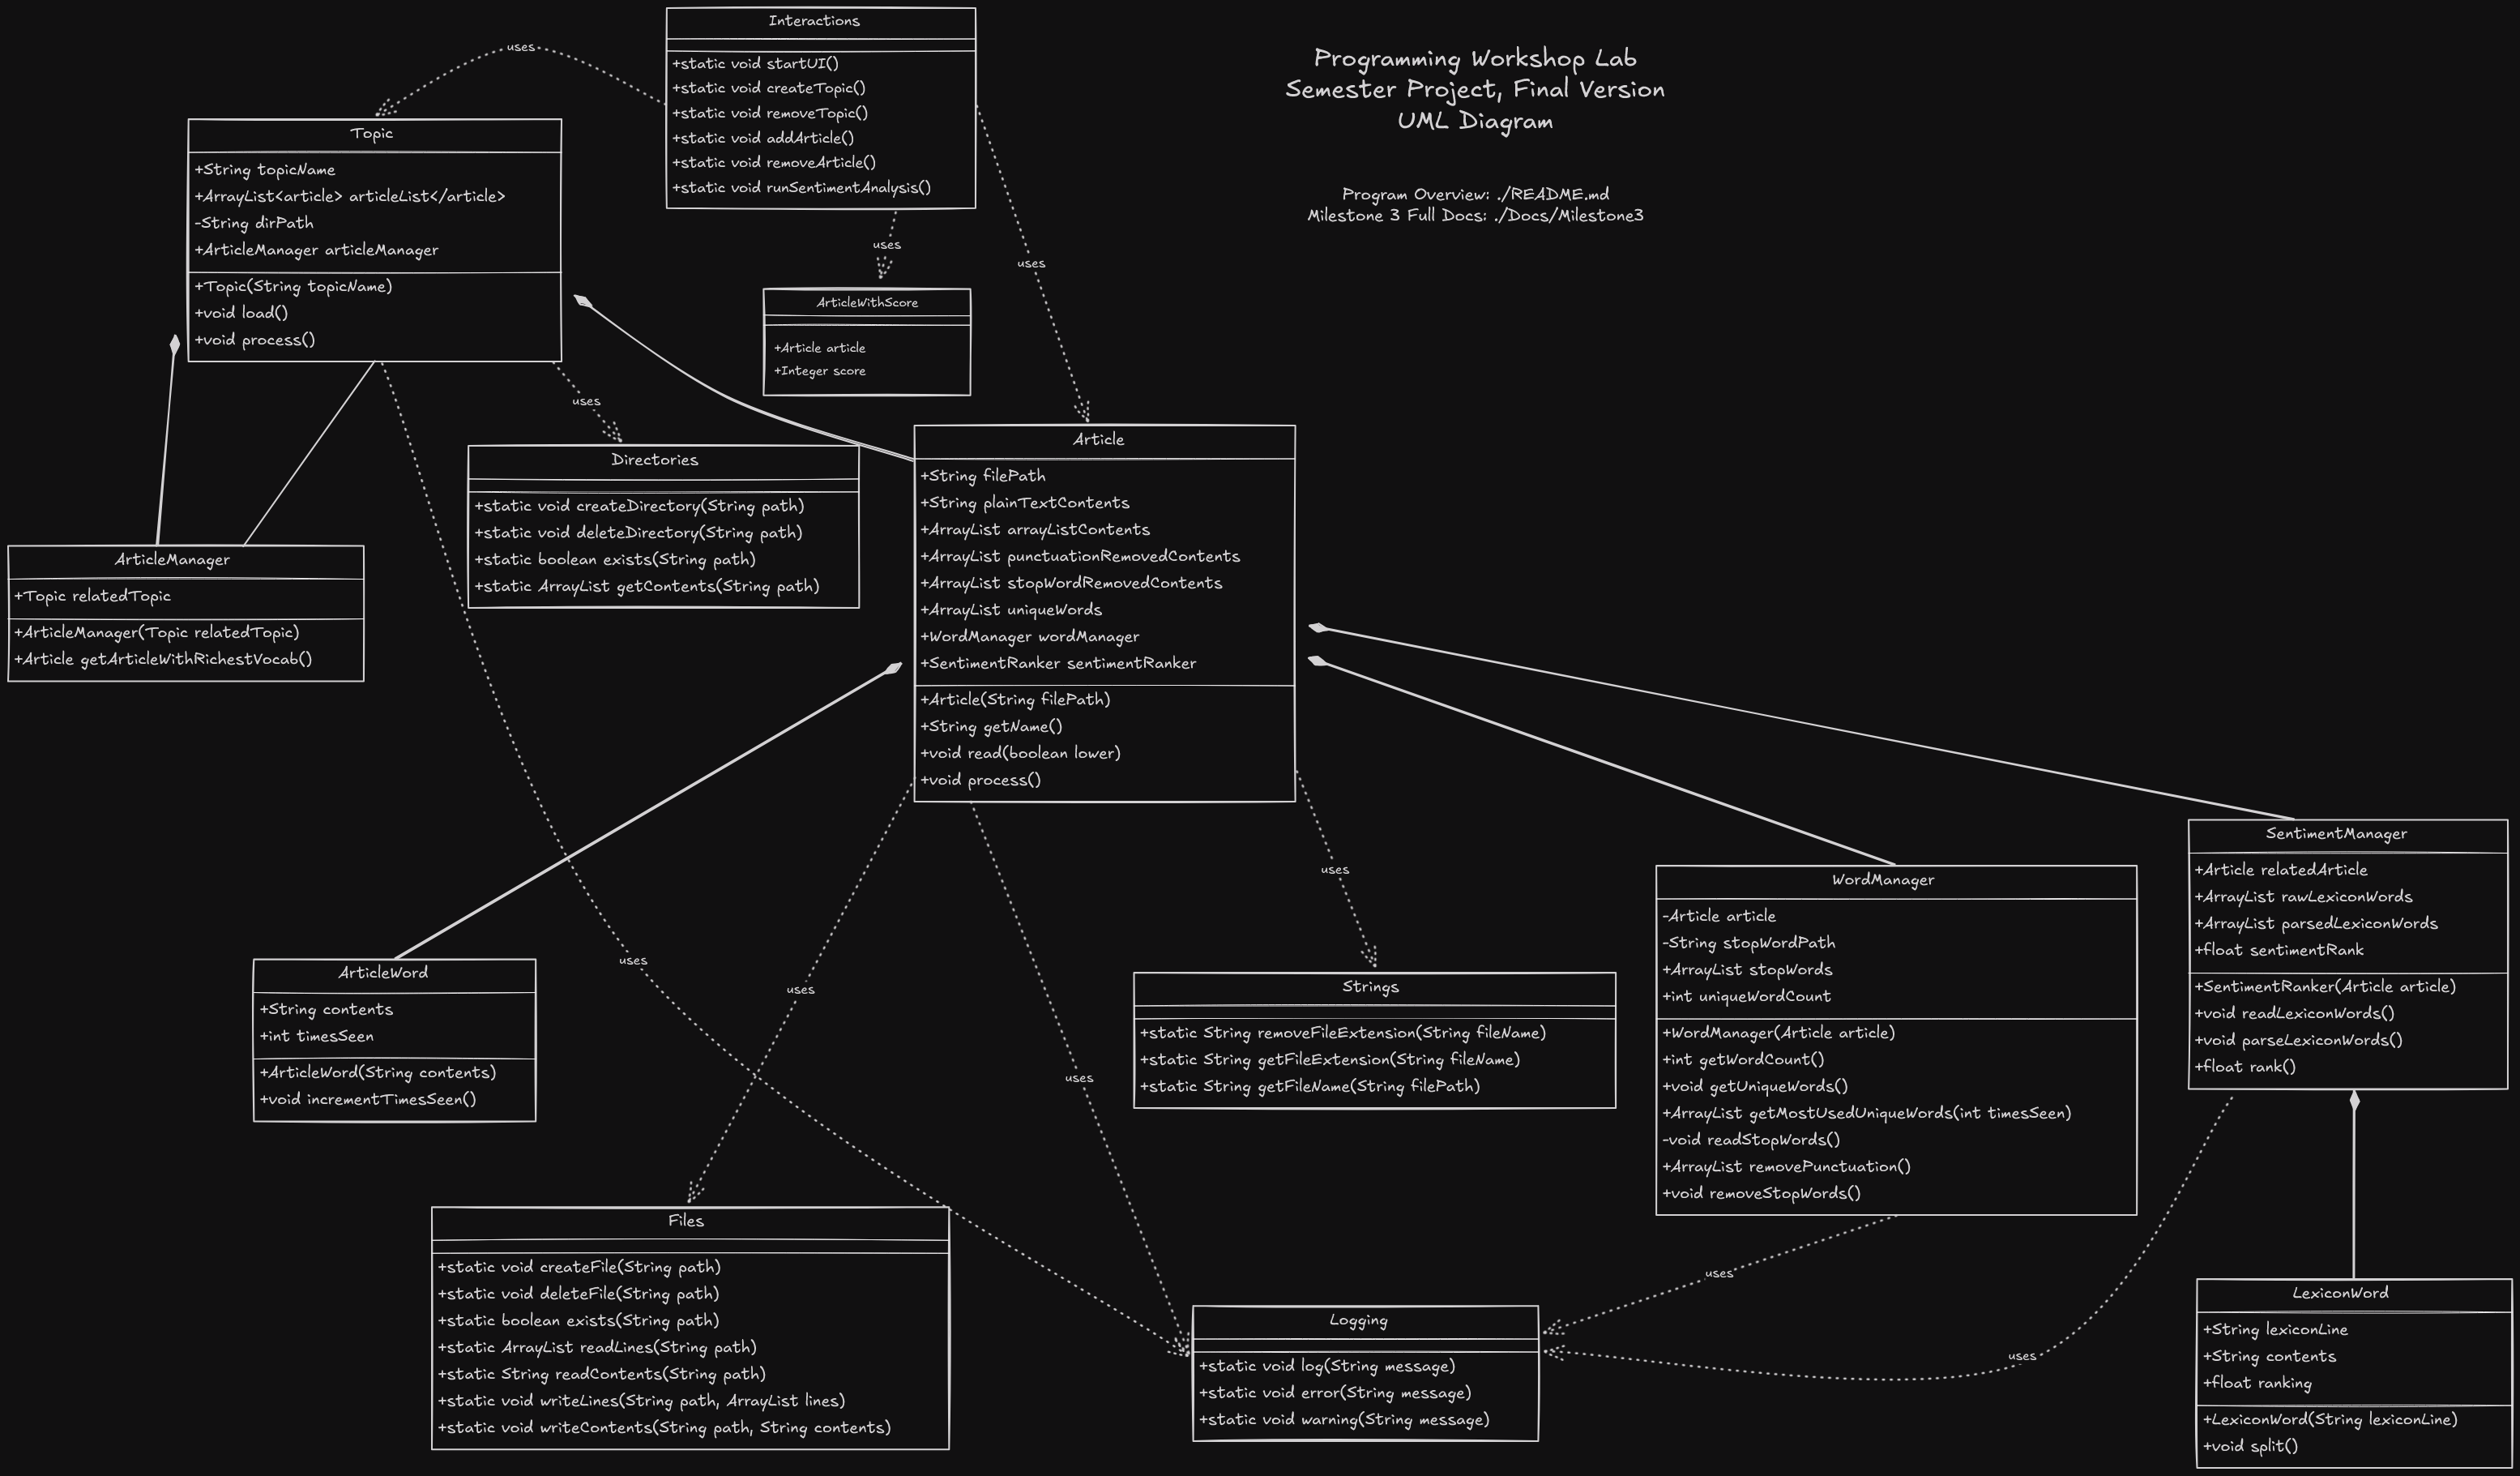 Programming Workshop Lab
Semester Project, Final Version
UML Diagram
Program Overview: ./README.md
Milestone 3 Full Docs: ./Docs/Milestone3
Interactions
+static void startUI()
+static void createTopic()
+static void removeTopic()
+static void addArticle()
+static void removeArticle()
+static void runSentimentAnalysis()
uses
uses
uses
Topic
+String topicName
+ArrayList<article> articleList</article>
-String dirPath
+ArticleManager articleManager
+Topic(String topicName)
+void load()
+void process()
uses
uses
ArticleWithScore
+Article article
+Integer score
Directories
+static void createDirectory(String path)
+static void deleteDirectory(String path)
+static boolean exists(String path)
+static ArrayList getContents(String path)
Article
+String filePath
+String plainTextContents
+ArrayList arrayListContents
+ArrayList punctuationRemovedContents
+ArrayList stopWordRemovedContents
+ArrayList uniqueWords
+WordManager wordManager
+SentimentRanker sentimentRanker
+Article(String filePath)
+String getName()
+void read(boolean lower)
+void process()
uses
uses
uses
ArticleManager
+Topic relatedTopic
+ArticleManager(Topic relatedTopic)
+Article getArticleWithRichestVocab()
ArticleWord
+String contents
+int timesSeen
+ArticleWord(String contents)
+void incrementTimesSeen()
Strings
+static String removeFileExtension(String fileName)
+static String getFileExtension(String fileName)
+static String getFileName(String filePath)
WordManager
-Article article
-String stopWordPath
+ArrayList stopWords
+int uniqueWordCount
+WordManager(Article article)
+int getWordCount()
+void getUniqueWords()
+ArrayList getMostUsedUniqueWords(int timesSeen)
-void readStopWords()
+ArrayList removePunctuation()
+void removeStopWords()
uses
SentimentManager
+Article relatedArticle
+ArrayList rawLexiconWords
+ArrayList parsedLexiconWords
+float sentimentRank
+SentimentRanker(Article article)
+void readLexiconWords()
+void parseLexiconWords()
+float rank()
uses
Files
+static void createFile(String path)
+static void deleteFile(String path)
+static boolean exists(String path)
+static ArrayList readLines(String path)
+static String readContents(String path)
+static void writeLines(String path, ArrayList lines)
+static void writeContents(String path, String contents)
Logging
+static void log(String message)
+static void error(String message)
+static void warning(String message)
LexiconWord
+String lexiconLine
+String contents
+float ranking
+LexiconWord(String lexiconLine)
+void split()